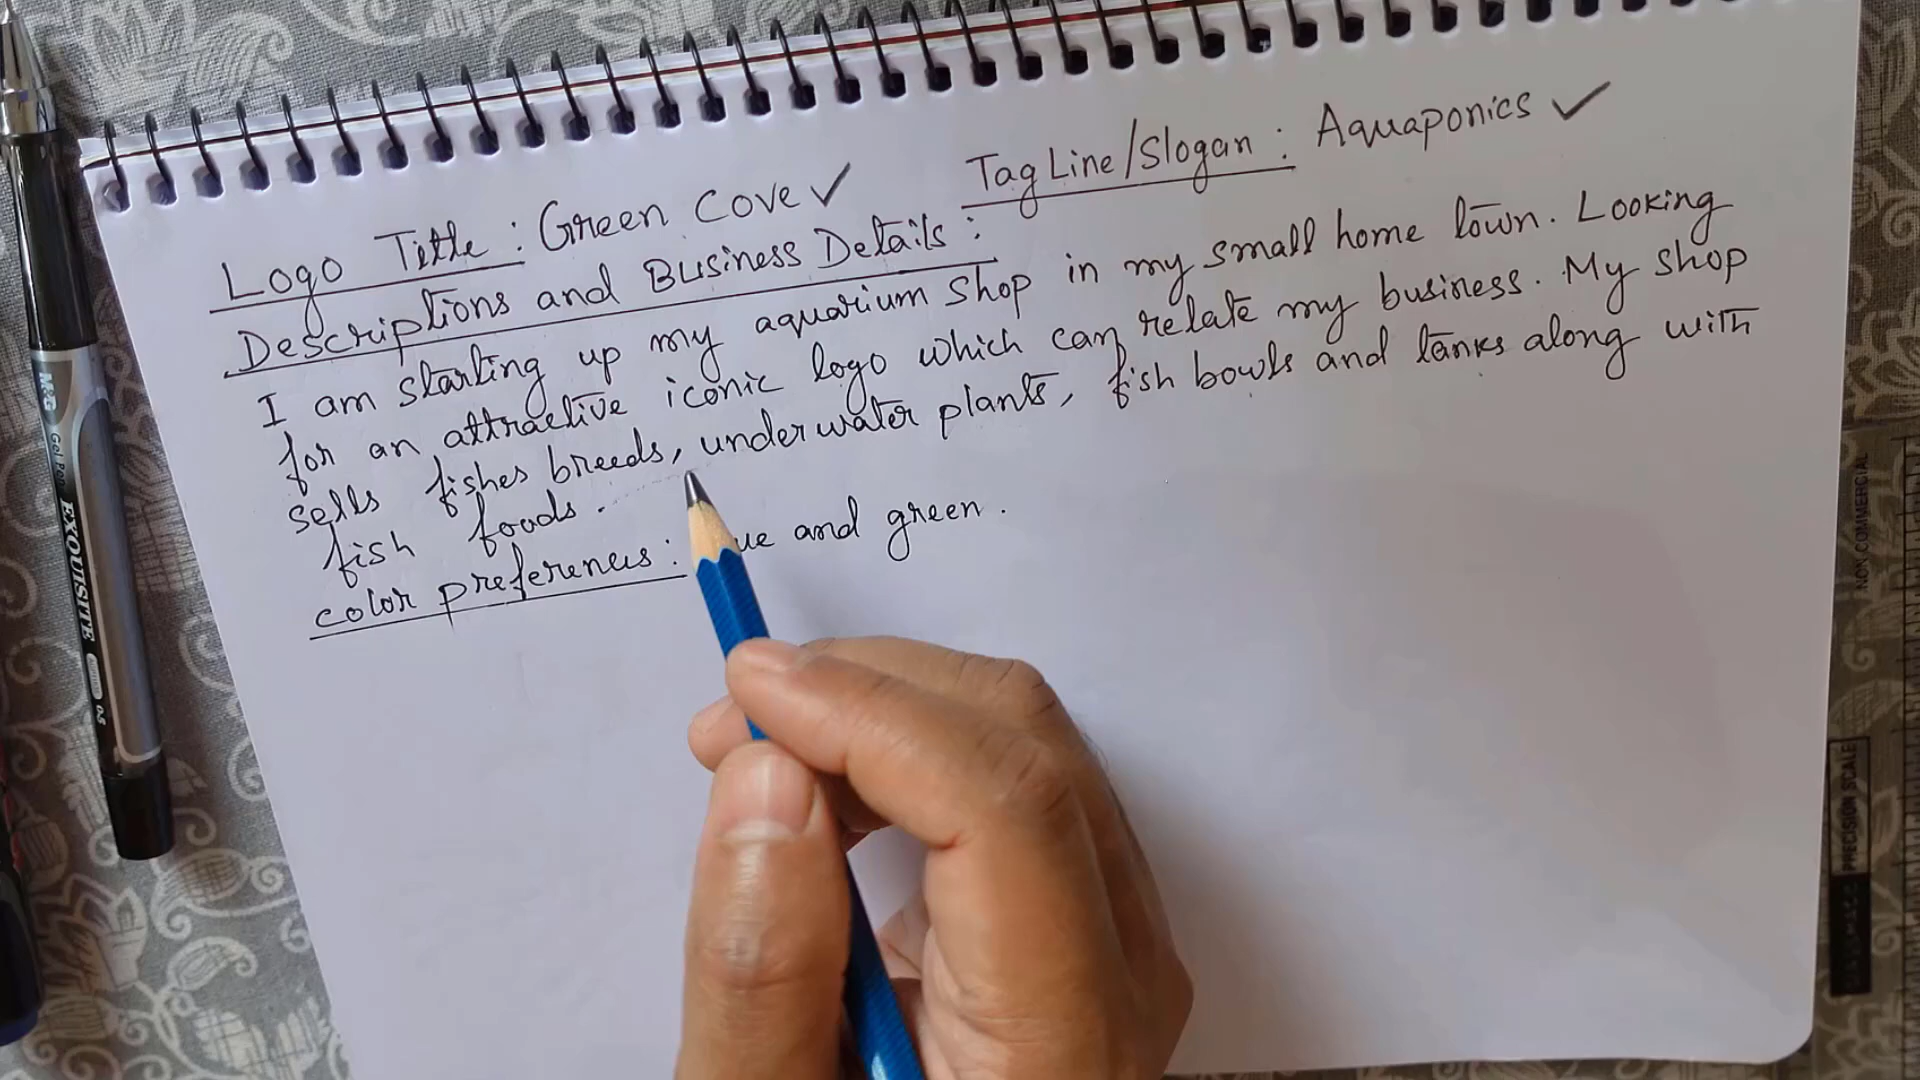 Logo Title : Green Cove ✓
TagLine/Slogan : Aquaponics ✓
Descriptions and Business Details :
I am starting up my aquarium shop in my small home town. Looking
for an attractive iconic logo which can relate my business. My shop
sells fishes breeds, underwater plants, fish bowls and tanks along with
fish foods.
color preferences : and green.
M&G Gel Pen EXQUISITE 0.5
NON COMMERCIAL
PRECISION SCALE